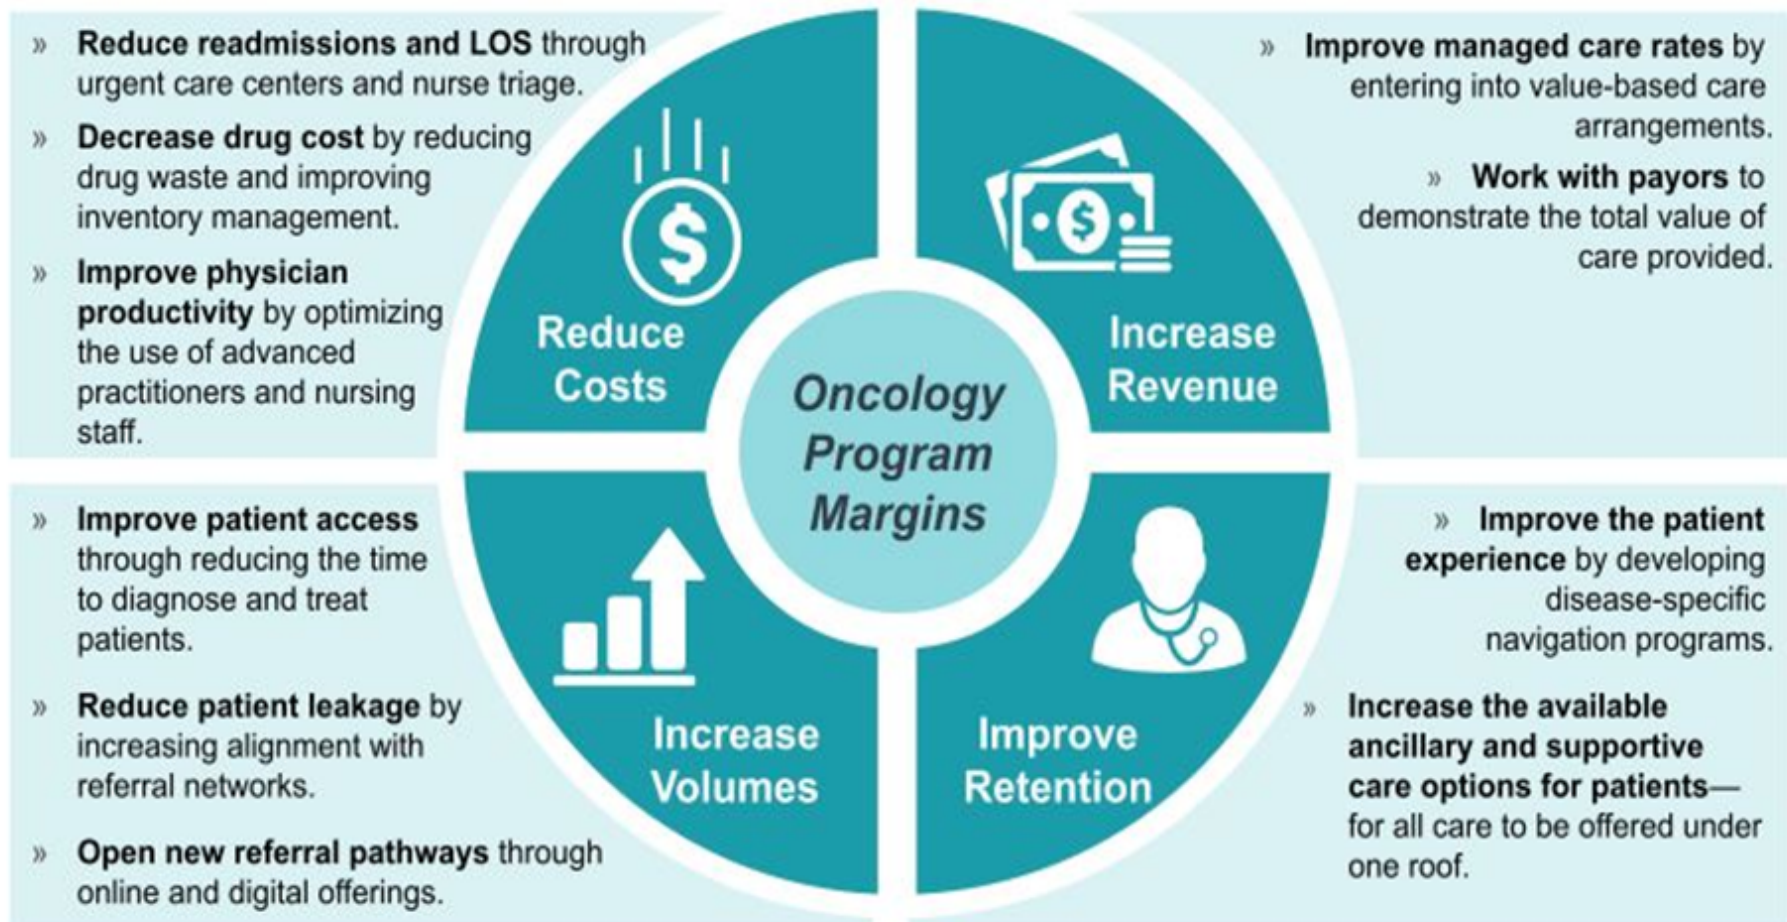 » Reduce readmissions and LOS through
urgent care centers and nurse triage.
» Decrease drug cost by reducing
drug waste and improving
inventory management.
» Improve physician
productivity by optimizing
the use of advanced
practitioners and nursing
staff.
$
Reduce
Costs
» Improve managed care rates by
entering into value-based care
arrangements.
» Work with payors to
demonstrate the total value of
care provided.
$
Increase
Revenue
Oncology
Program
Margins
» Improve patient access
through reducing the time
to diagnose and treat
patients.
» Reduce patient leakage by
increasing alignment with
referral networks.
» Open new referral pathways through
online and digital offerings.
Increase
Volumes
» Improve the patient
experience by developing
disease-specific
navigation programs.
» Increase the available
ancillary and supportive
care options for patients—
for all care to be offered under
one roof.
Improve
Retention